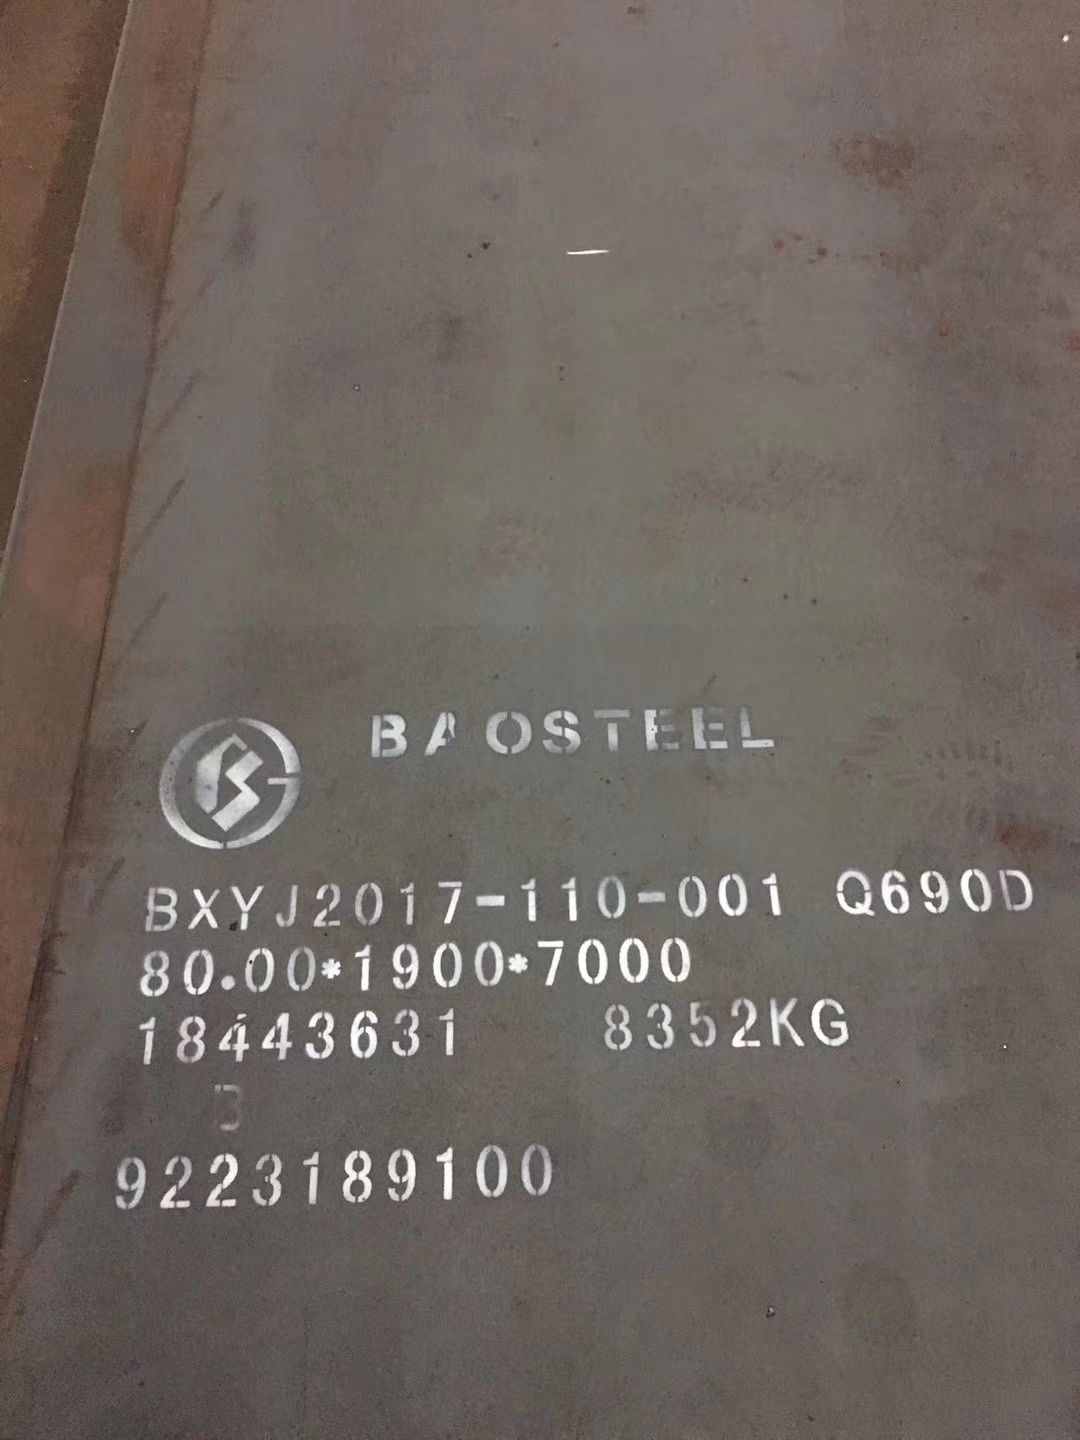 BAOSTEEL
BXYJ2017-110-001 Q690D
80.00*1900*7000
18443631 8352KG
9223189100